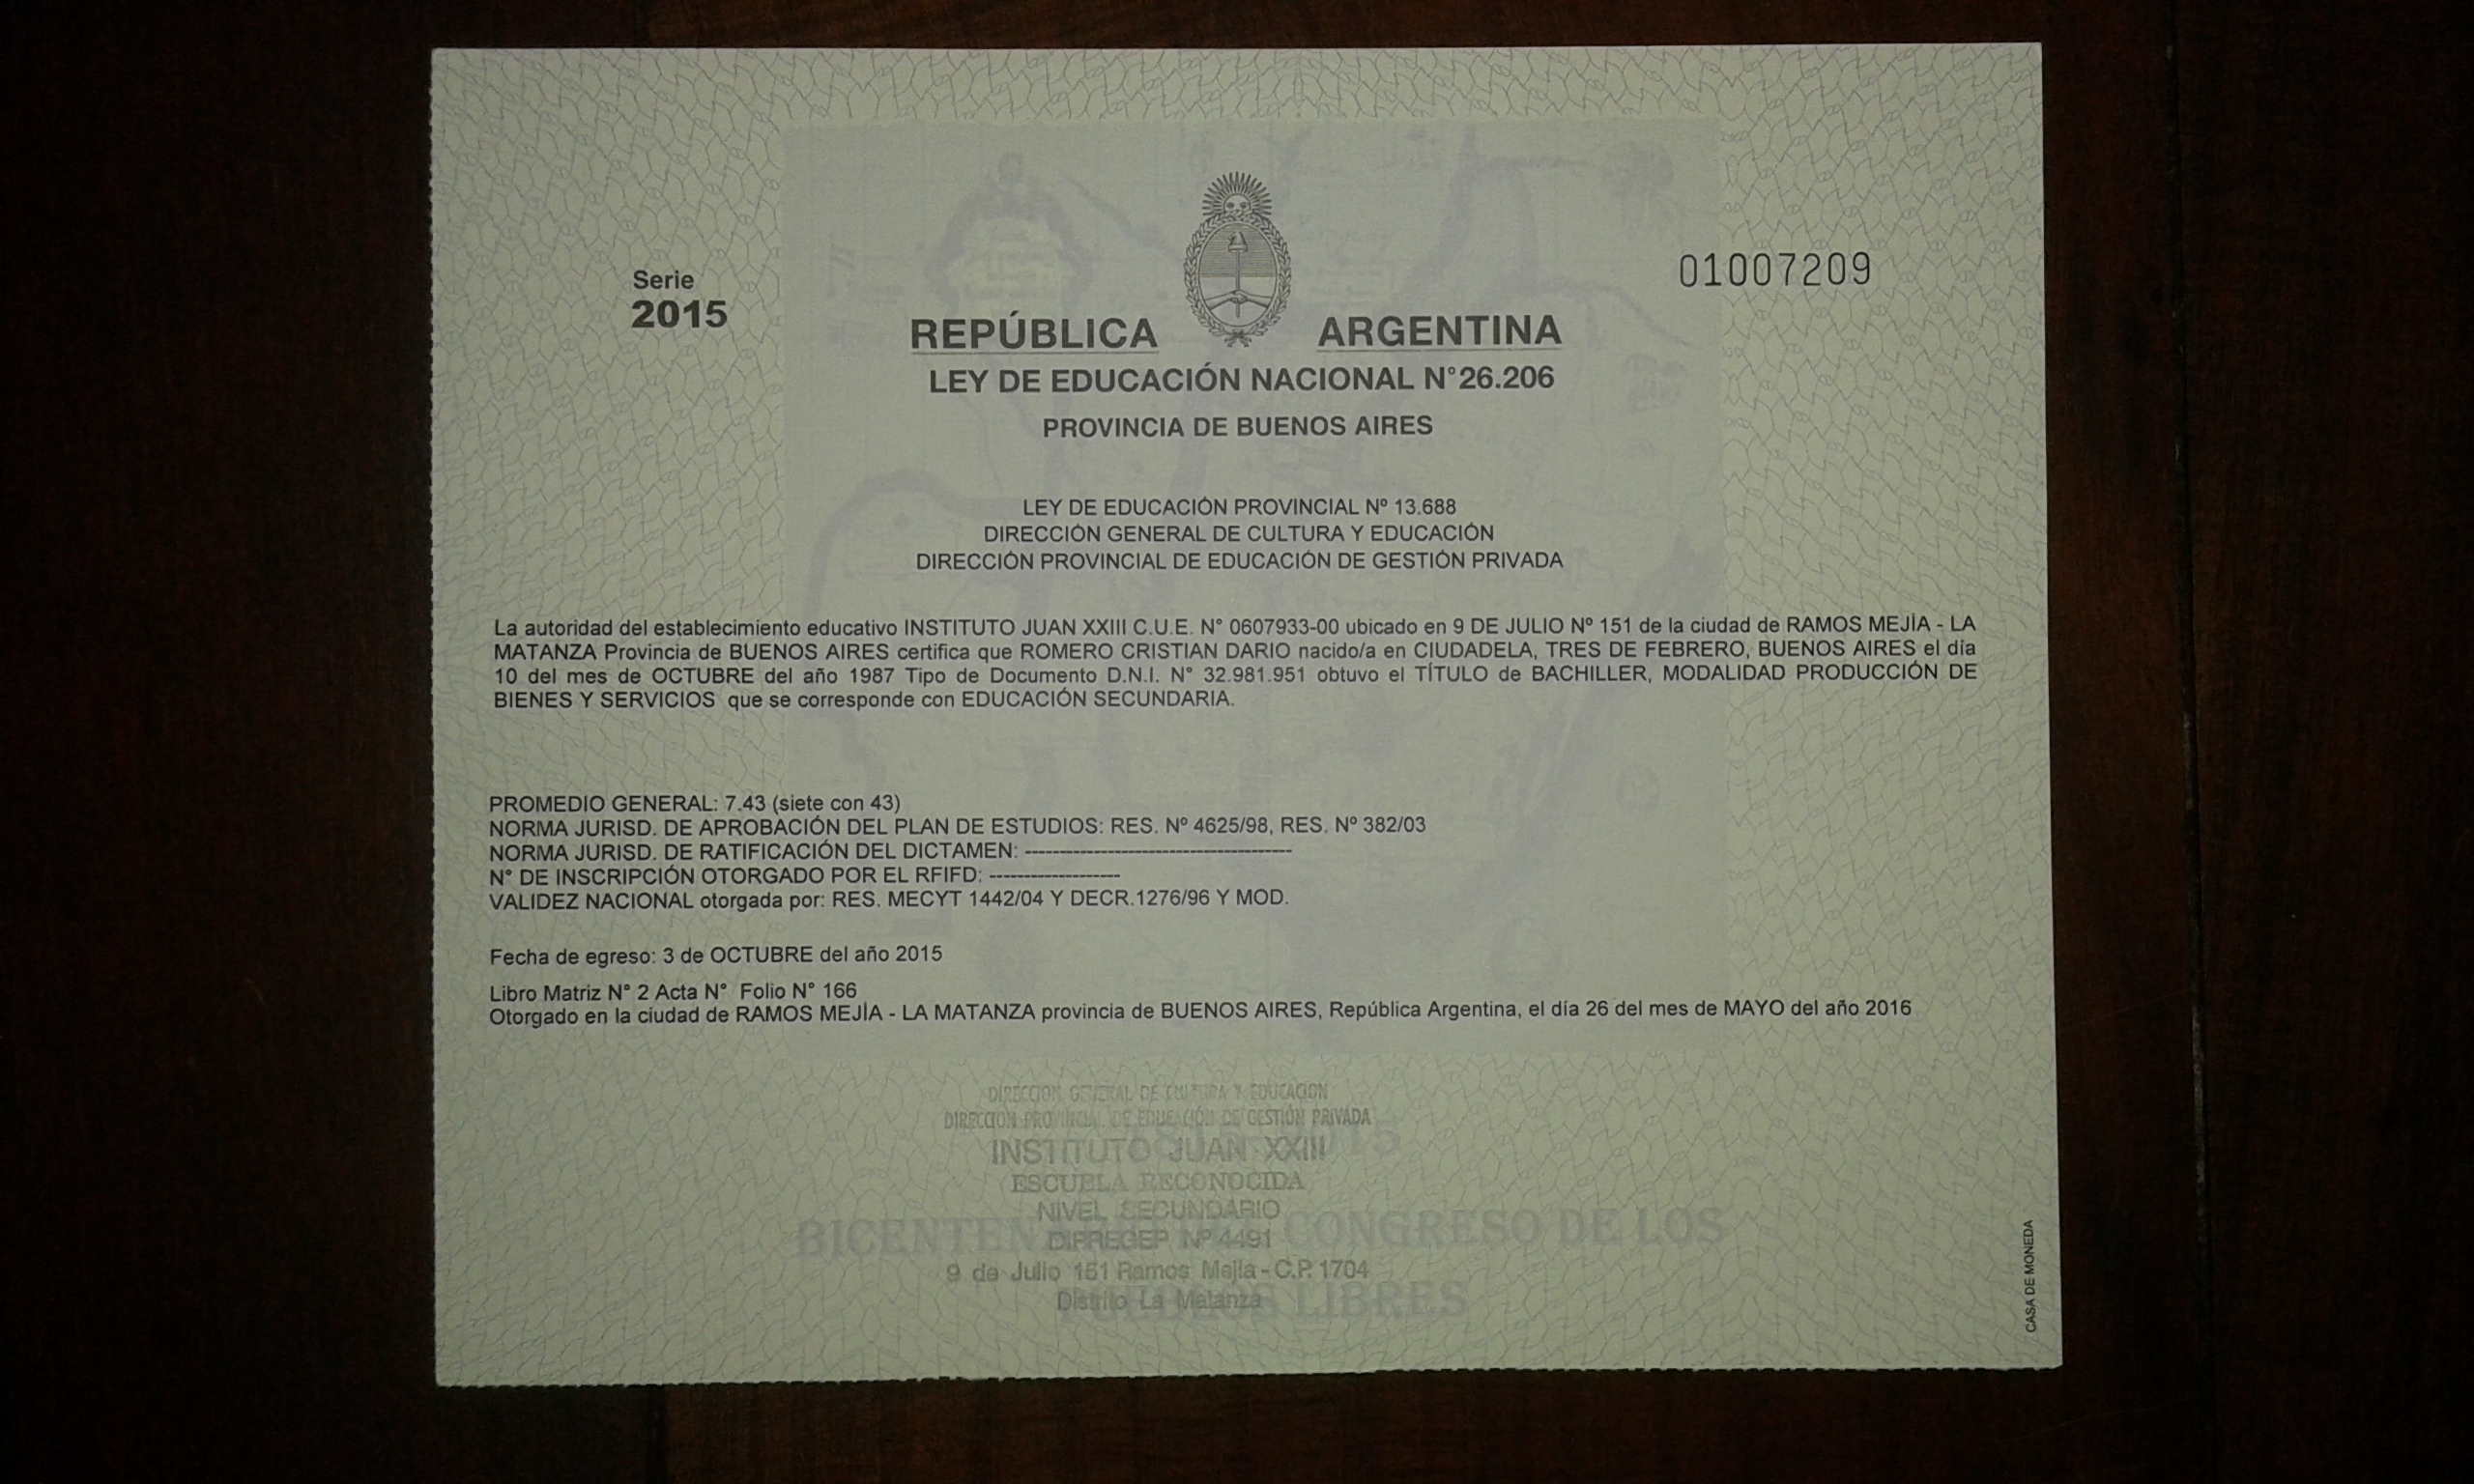 Serie
2015
01007209
REPÚBLICA ARGENTINA
LEY DE EDUCACIÓN NACIONAL N°26.206
PROVINCIA DE BUENOS AIRES
LEY DE EDUCACIÓN PROVINCIAL Nº 13.688
DIRECCIÓN GENERAL DE CULTURA Y EDUCACIÓN
DIRECCIÓN PROVINCIAL DE EDUCACIÓN DE GESTIÓN PRIVADA
La autoridad del establecimiento educativo INSTITUTO JUAN XXIII C.U.E. N° 0607933-00 ubicado en 9 DE JULIO Nº 151 de la ciudad de RAMOS MEJÍA - LA
MATANZA Provincia de BUENOS AIRES certifica que ROMERO CRISTIAN DARIO nacido/a en CIUDADELA, TRES DE FEBRERO, BUENOS AIRES el día
10 del mes de OCTUBRE del año 1987 Tipo de Documento D.N.I. N° 32.981.951 obtuvo el TÍTULO de BACHILLER, MODALIDAD PRODUCCIÓN DE
BIENES Y SERVICIOS que se corresponde con EDUCACIÓN SECUNDARIA.
PROMEDIO GENERAL: 7.43 (siete con 43)
NORMA JURISD. DE APROBACIÓN DEL PLAN DE ESTUDIOS: RES. Nº 4625/98, RES. Nº 382/03
NORMA JURISD. DE RATIFICACIÓN DEL DICTAMEN: ---------------------------------------
N° DE INSCRIPCIÓN OTORGADO POR EL RFIFD: -------------------
VALIDEZ NACIONAL otorgada por: RES. MECYT 1442/04 Y DECR.1276/96 Y MOD.
Fecha de egreso: 3 de OCTUBRE del año 2015
Libro Matriz N° 2 Acta N° Folio N° 166
Otorgado en la ciudad de RAMOS MEJÍA - LA MATANZA provincia de BUENOS AIRES, República Argentina, el día 26 del mes de MAYO del año 2016
DIRECCION GENERAL DE CULTURA Y EDUCACION
DIRECCION PROVINCIAL DE EDUCACIÓN DE GESTIÓN PRIVADA
2015
INSTITUTO JUAN XXIII
ESCUELA RECONOCIDA
NIVEL SECUNDARIO
CONGRESO DE LOS
DIPREGEP Nº 4491
9 de Julio 151 Ramos Mejia - C.P. 1704
Distrito La Matanza
LIBRES
CASA DE MONEDA